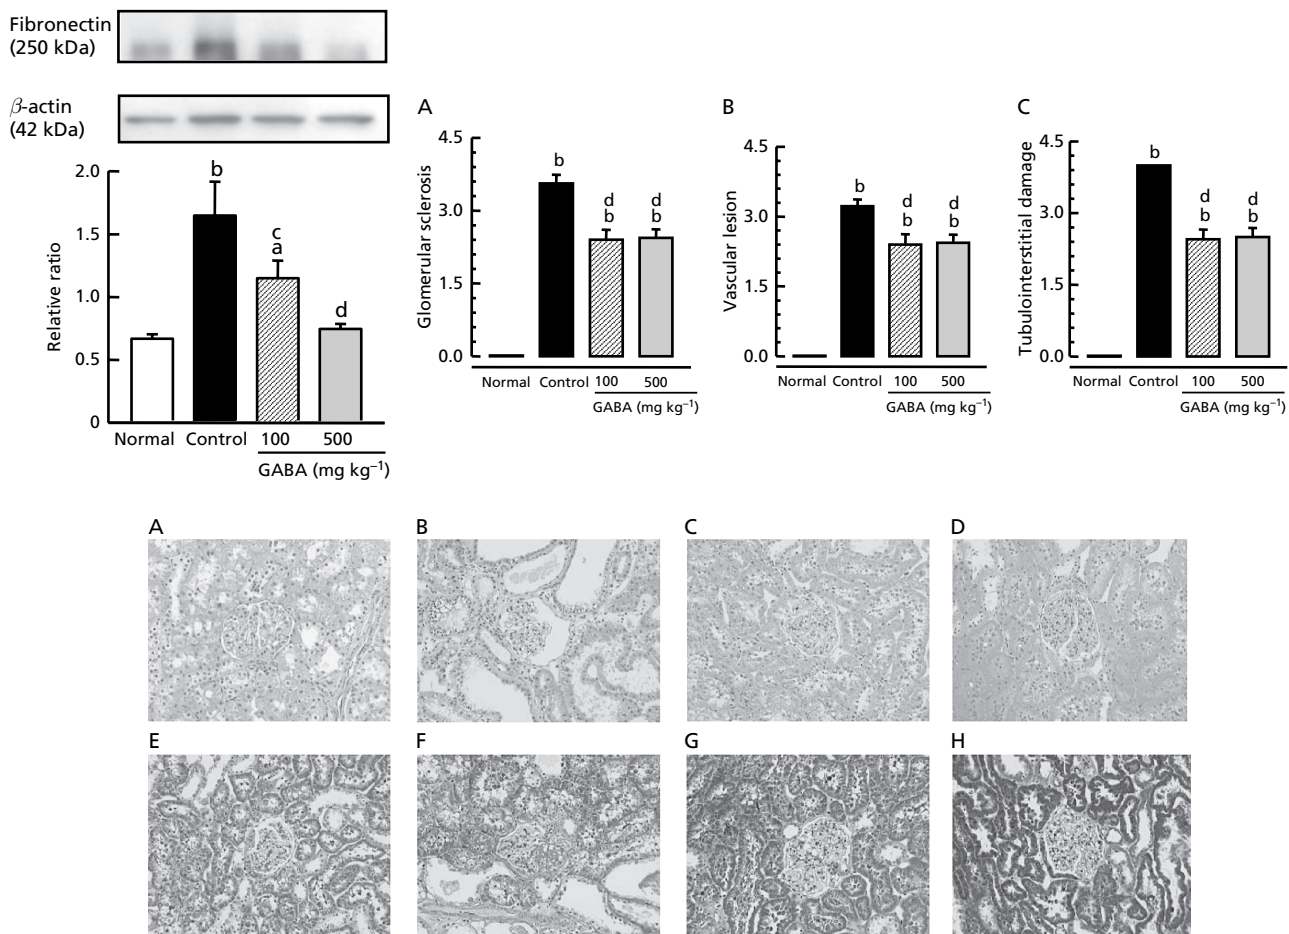 Fibronectin
(250 kDa)
β-actin
(42 kDa)
2.0
1.5
1.0
0.5
0
Relative ratio
b
c
a
d
Normal Control 100 500
GABA (mg kg⁻¹)
A
4.5
3.0
1.5
0.0
Glomerular sclerosis
b
d
b
d
b
Normal Control 100 500
GABA (mg kg⁻¹)
B
4.5
3.0
1.5
0.0
Vascular lesion
b
d
b
d
b
Normal Control 100 500
GABA (mg kg⁻¹)
C
4.5
3.0
1.5
0.0
Tubulointerstitial damage
b
d
b
d
b
Normal Control 100 500
GABA (mg kg⁻¹)
A B C D
E F G H